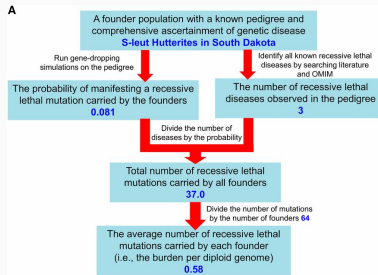 A
A founder population with a known pedigree and
comprehensive ascertainment of genetic disease
S-leut Hutterites in South Dakota
Run gene-dropping
simulations on the pedigree
Identify all known recessive lethal
diseases by searching literature
and OMIM
The probability of manifesting a recessive
lethal mutation carried by the founders
0.081
The number of recessive lethal
diseases observed in the pedigree
3
Divide the number of
diseases by the probability
Total number of recessive lethal
mutations carried by all founders
37.0
Divide the number of mutations
by the number of founders 64
The average number of recessive lethal
mutations carried by each founder
(i.e., the burden per diploid genome)
0.58